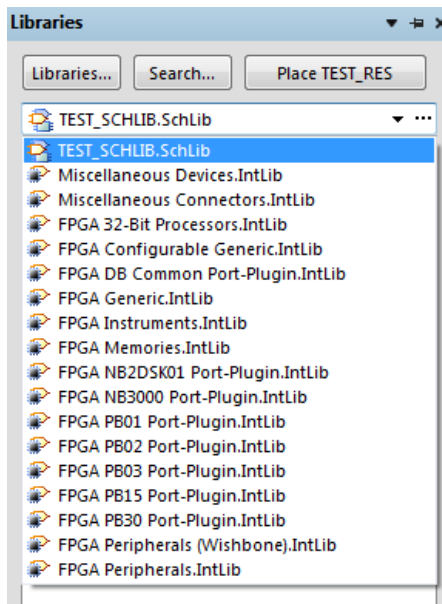 Libraries
Libraries... Search... Place TEST_RES
TEST_SCHLIB.SchLib
TEST_SCHLIB.SchLib
Miscellaneous Devices.IntLib
Miscellaneous Connectors.IntLib
FPGA 32-Bit Processors.IntLib
FPGA Configurable Generic.IntLib
FPGA DB Common Port-Plugin.IntLib
FPGA Generic.IntLib
FPGA Instruments.IntLib
FPGA Memories.IntLib
FPGA NB2DSK01 Port-Plugin.IntLib
FPGA NB3000 Port-Plugin.IntLib
FPGA PB01 Port-Plugin.IntLib
FPGA PB02 Port-Plugin.IntLib
FPGA PB03 Port-Plugin.IntLib
FPGA PB15 Port-Plugin.IntLib
FPGA PB30 Port-Plugin.IntLib
FPGA Peripherals (Wishbone).IntLib
FPGA Peripherals.IntLib